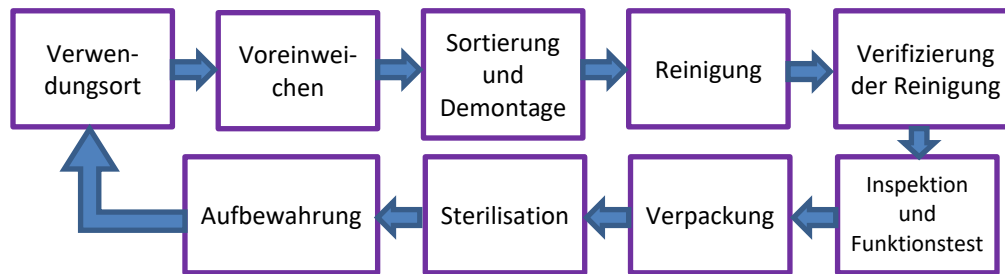 Verwen-
dungsort
Voreinwei-
chen
Sortierung
und
Demontage
Reinigung
Verifizierung
der Reinigung
Inspektion
und
Funktionstest
Verpackung
Sterilisation
Aufbewahrung